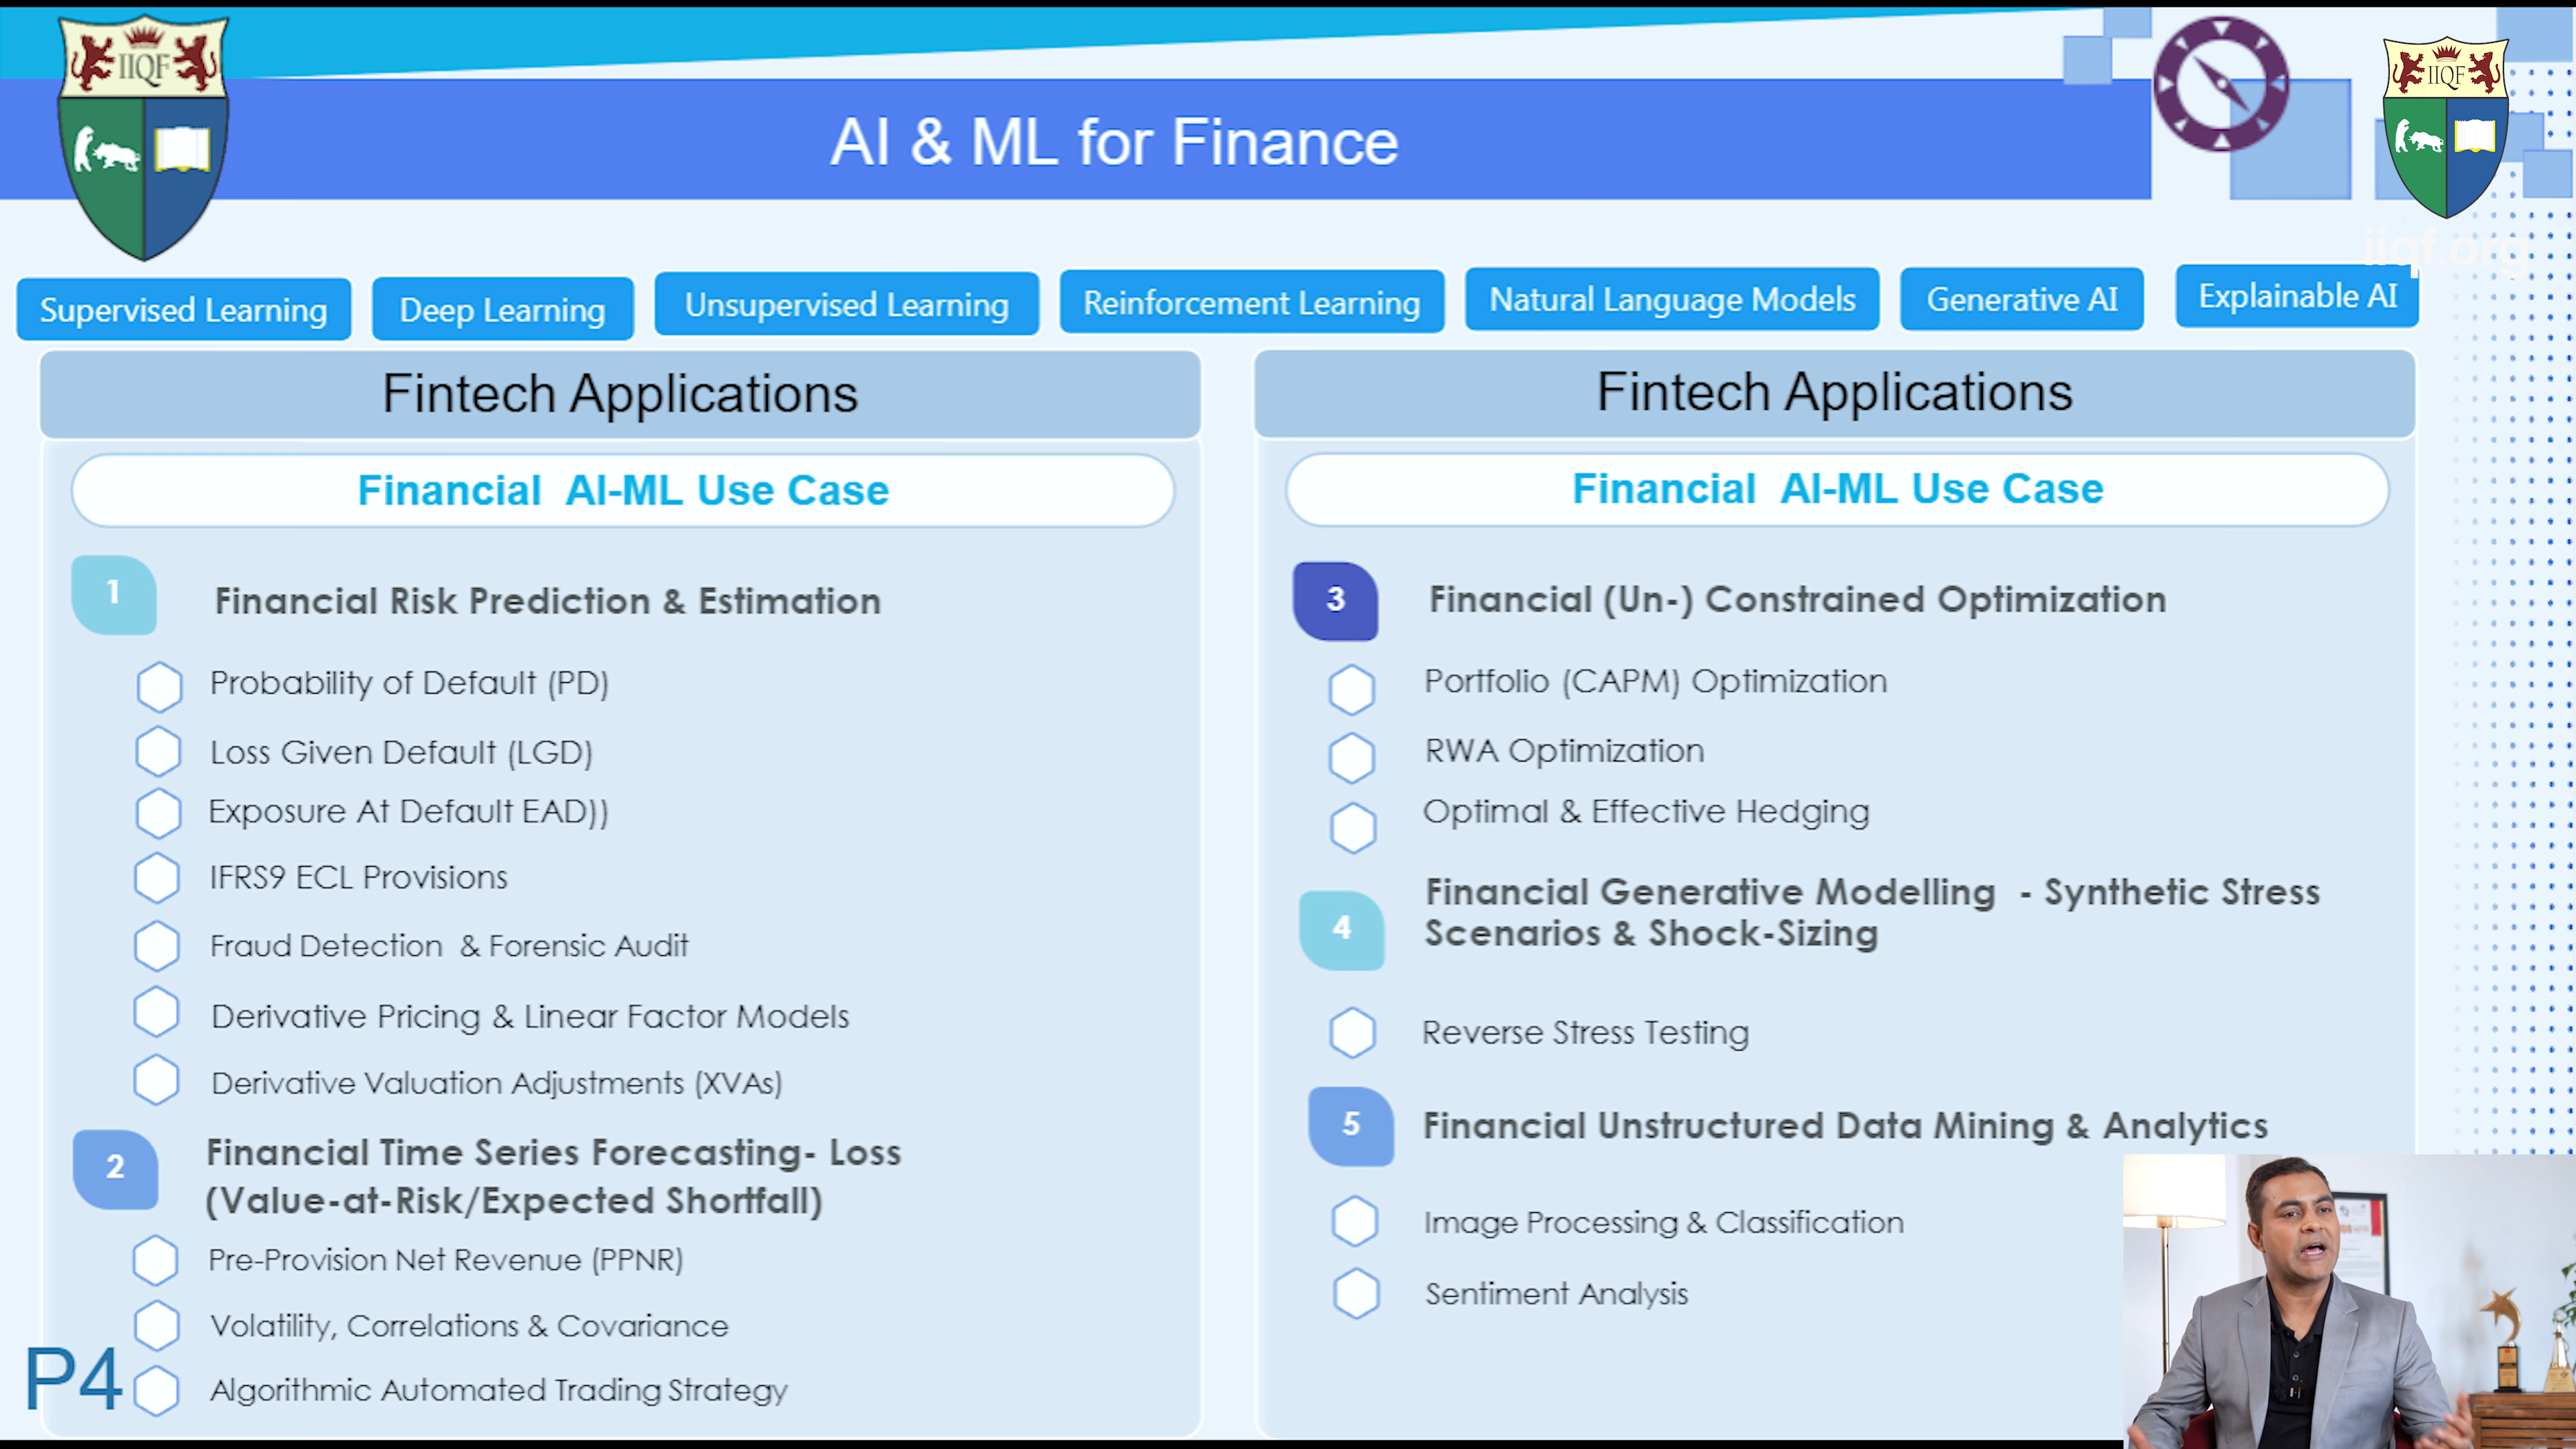 IIQF
IIQF
AI & ML for Finance
iiqf.org
Supervised Learning
Deep Learning
Unsupervised Learning
Reinforcement Learning
Natural Language Models
Generative AI
Explainable AI
Fintech Applications
Financial AI-ML Use Case
1
Financial Risk Prediction & Estimation
Probability of Default (PD)
Loss Given Default (LGD)
Exposure At Default EAD))
IFRS9 ECL Provisions
Fraud Detection & Forensic Audit
Derivative Pricing & Linear Factor Models
Derivative Valuation Adjustments (XVAs)
2
Financial Time Series Forecasting- Loss
(Value-at-Risk/Expected Shortfall)
Pre-Provision Net Revenue (PPNR)
Volatility, Correlations & Covariance
Algorithmic Automated Trading Strategy
P4
Fintech Applications
Financial AI-ML Use Case
3
Financial (Un-) Constrained Optimization
Portfolio (CAPM) Optimization
RWA Optimization
Optimal & Effective Hedging
4
Financial Generative Modelling - Synthetic Stress
Scenarios & Shock-Sizing
Reverse Stress Testing
5
Financial Unstructured Data Mining & Analytics
Image Processing & Classification
Sentiment Analysis